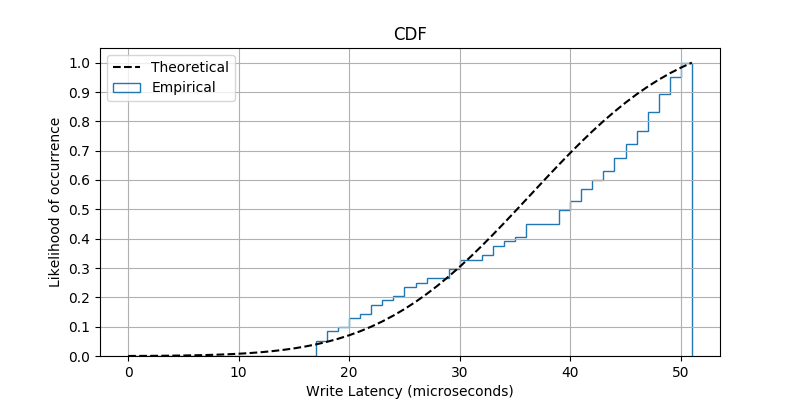 CDF
Theoretical
Empirical
Likelihood of occurrence
1.0
0.9
0.8
0.7
0.6
0.5
0.4
0.3
0.2
0.1
0.0
0 10 20 30 40 50
Write Latency (microseconds)